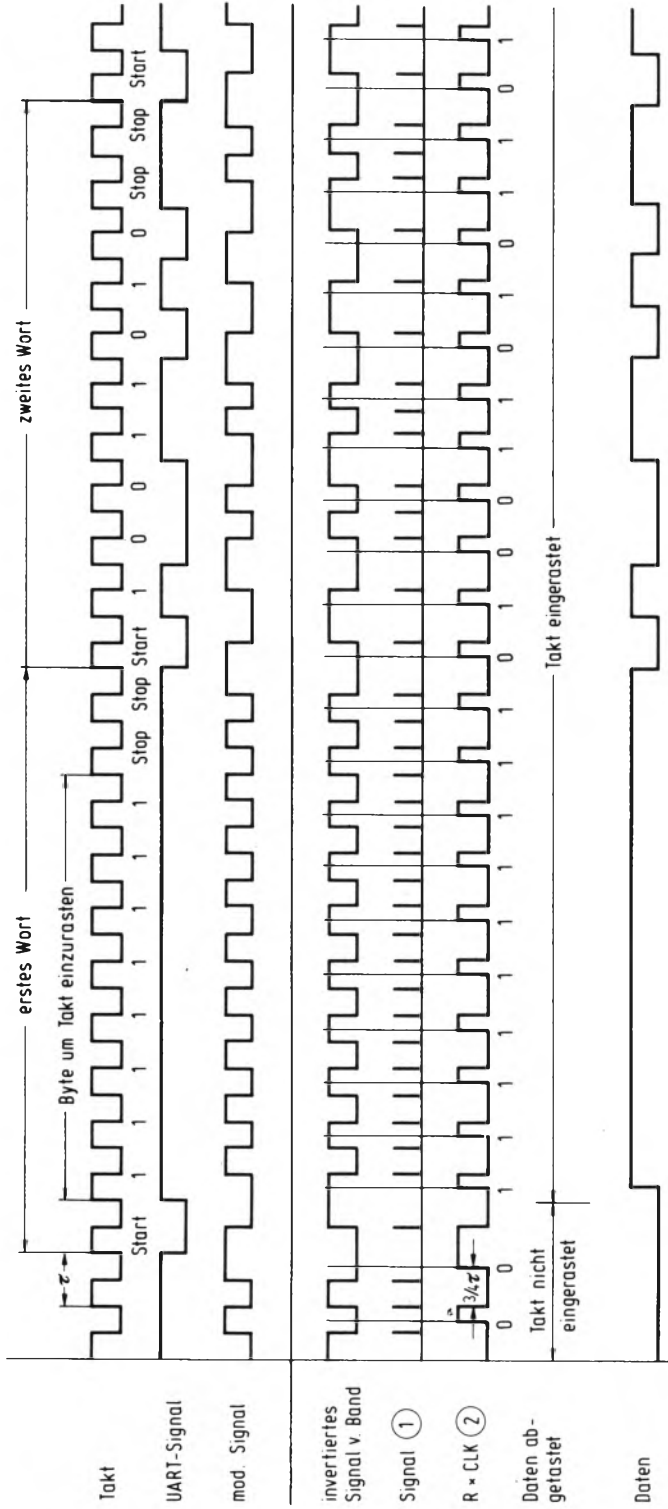 erstes Wort zweites Wort
Byte um Takt einzurasten
τ
Takt
Start 1 1 1 1 1 1 1 1 Stop Stop Start 1 0 0 1 1 0 1 0 Stop Stop Start
UART-Signal
mod. Signal
invertiertes
Signal v. Band
Signal 1
R × CLK 2
3/4 τ
Daten ab-
getastet
0 0 1 1 1 1 1 1 1 1 1 1 0 1 0 0 1 1 0 1 0 1 1 0 1
Takt nicht
eingerastet
Takt eingerastet
Daten